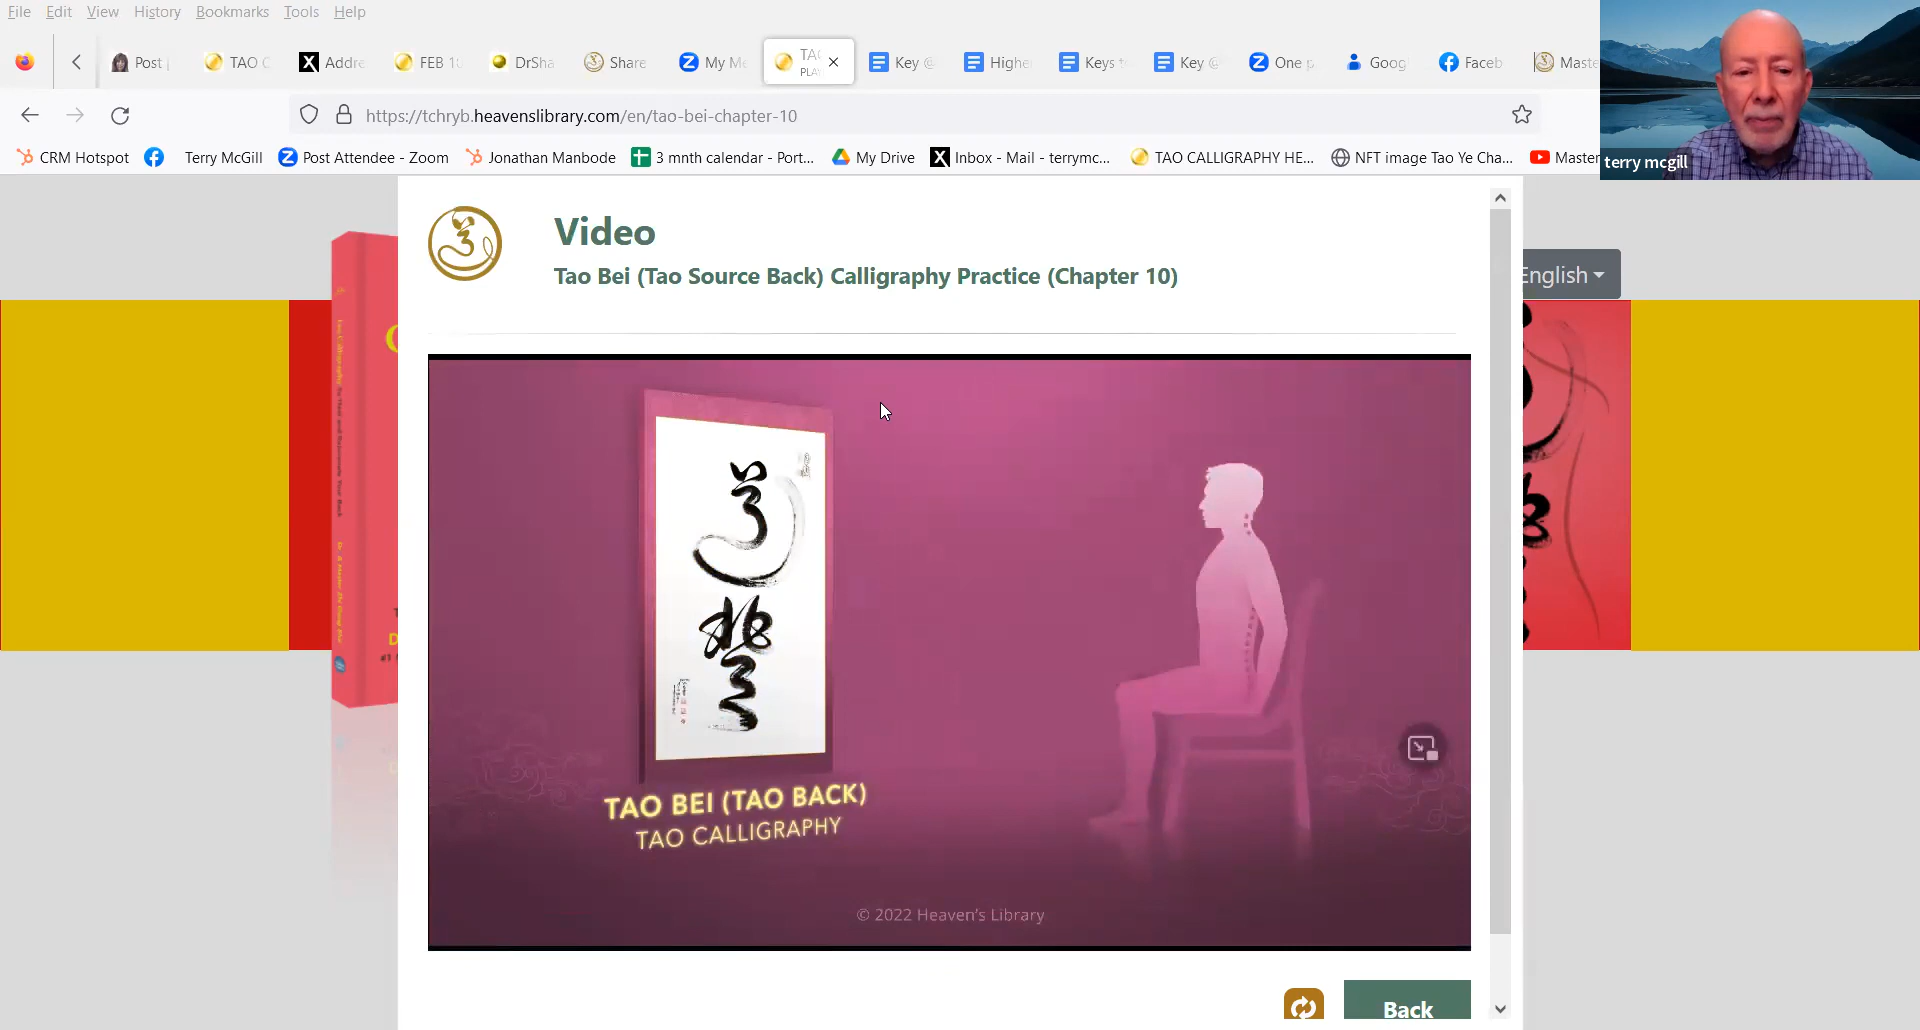 File Edit View History Bookmarks Tools Help
Post TAO C Addre FEB 1 DrSha Share My Me TAO Key @ Highe Keys t Key @ One p Goog Faceb Maste
PLA
https://tchryb.heavenslibrary.com/en/tao-bei-chapter-10
CRM Hotspot Terry McGill Post Attendee - Zoom Jonathan Manbode 3 mnth calendar - Port... My Drive Inbox - Mail - terrymc... TAO CALLIGRAPHY HE... NFT image Tao Ye Cha... Master
terry mcgill
Video
Tao Bei (Tao Source Back) Calligraphy Practice (Chapter 10)
English
TAO BEI (TAO BACK)
TAO CALLIGRAPHY
© 2022 Heaven's Library
Back